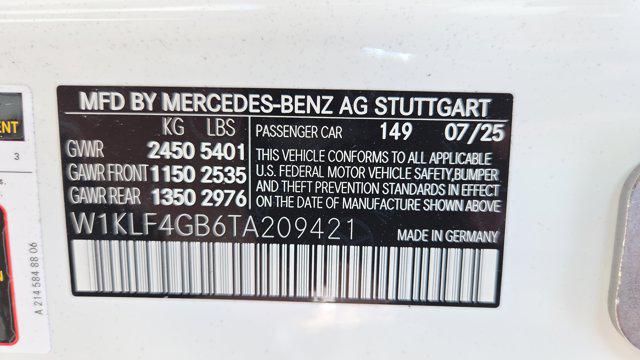 MFD BY MERCEDES-BENZ AG STUTTGART
KG LBS
GVWR 2450 5401
GAWR FRONT 1150 2535
GAWR REAR 1350 2976
PASSENGER CAR 149 07/25
THIS VEHICLE CONFORMS TO ALL APPLICABLE
U.S. FEDERAL MOTOR VEHICLE SAFETY, BUMPER
AND THEFT PREVENTION STANDARDS IN EFFECT
ON THE DATE OF MANUFACTURE SHOWN ABOVE
W1KLF4GB6TA209421
MADE IN GERMANY
ENT
3
A 214 584 88 06